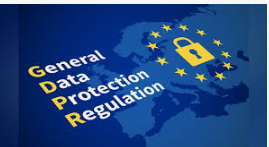 General
Data
Protection
Regulation